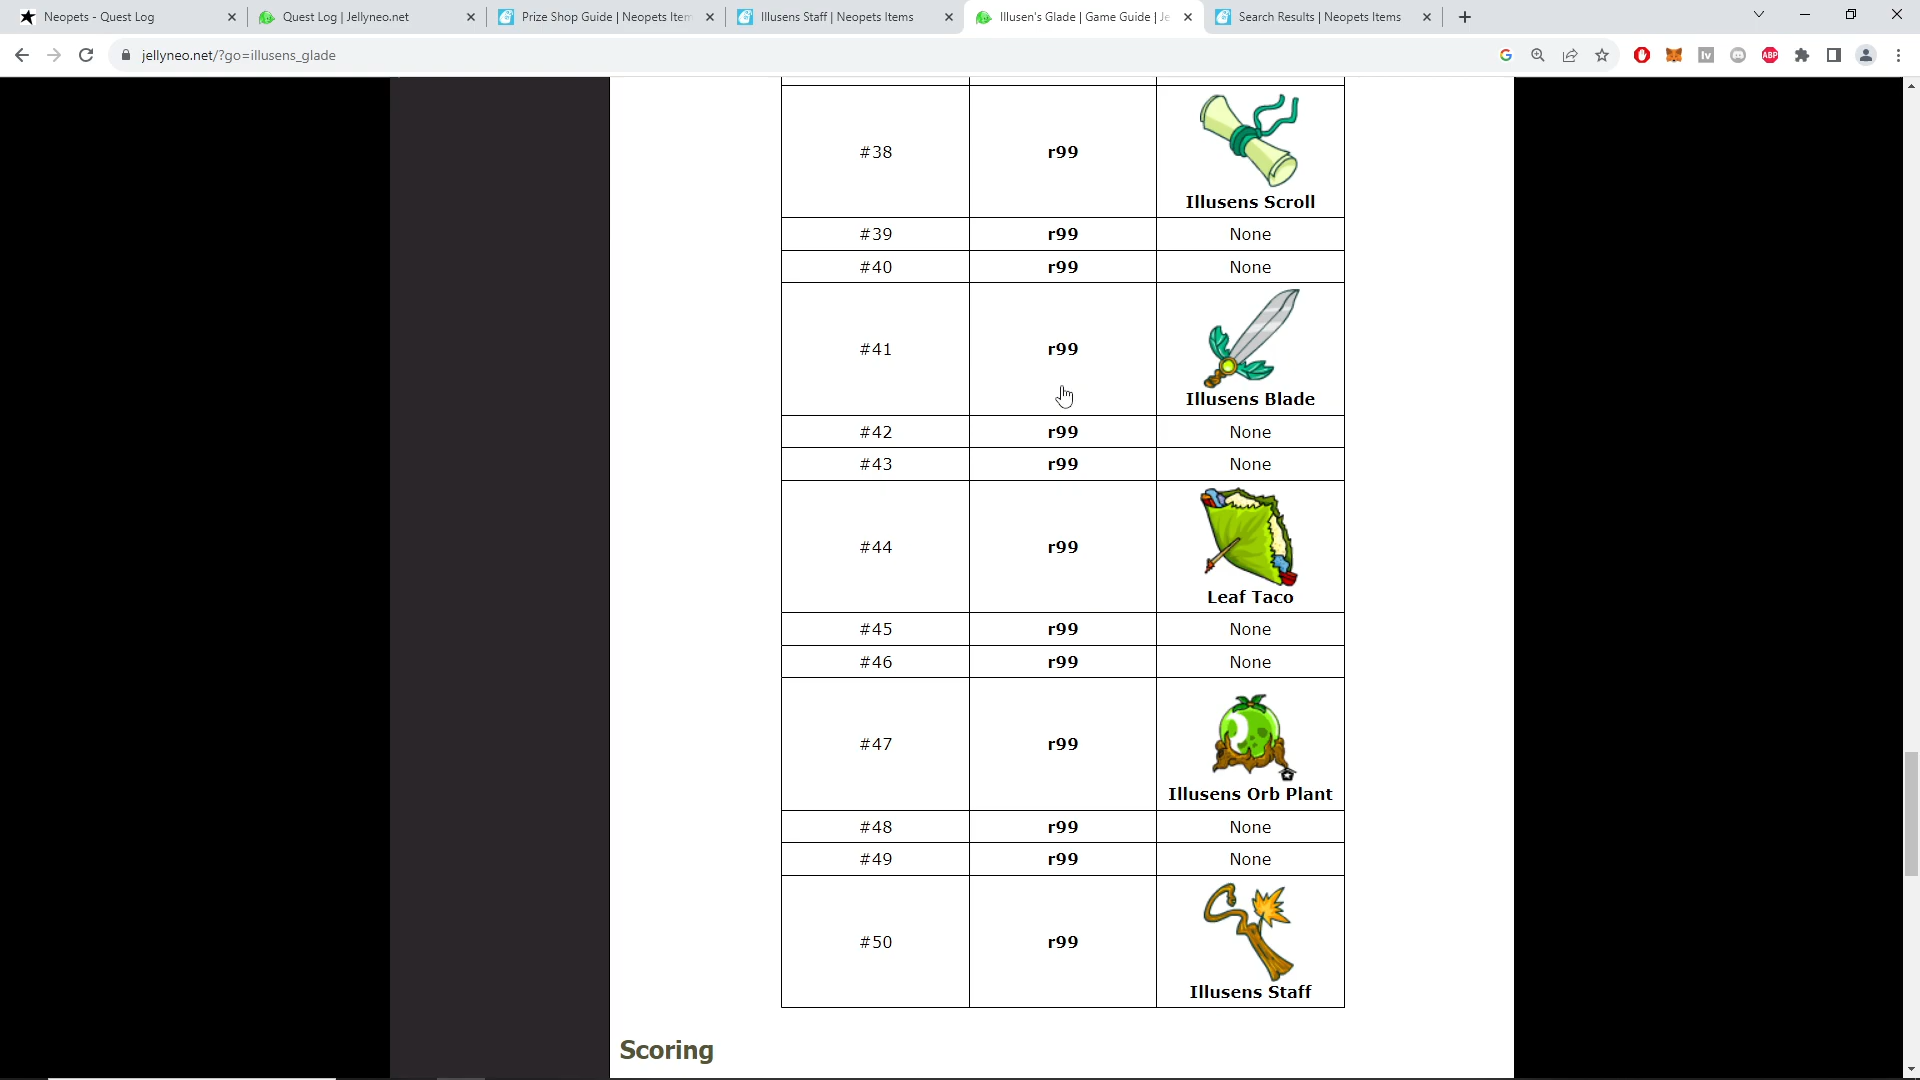 Neopets - Quest Log
Quest Log | Jellyneo.net
Prize Shop Guide | Neopets Item
Illusens Staff | Neopets Items
Illusen's Glade | Game Guide | Je
Search Results | Neopets Items
jellyneo.net/?go=illusens_glade
lv
ABP
#38 r99 Illusens Scroll
#39 r99 None
#40 r99 None
#41 r99 Illusens Blade
#42 r99 None
#43 r99 None
#44 r99 Leaf Taco
#45 r99 None
#46 r99 None
#47 r99 Illusens Orb Plant
#48 r99 None
#49 r99 None
#50 r99 Illusens Staff
Scoring